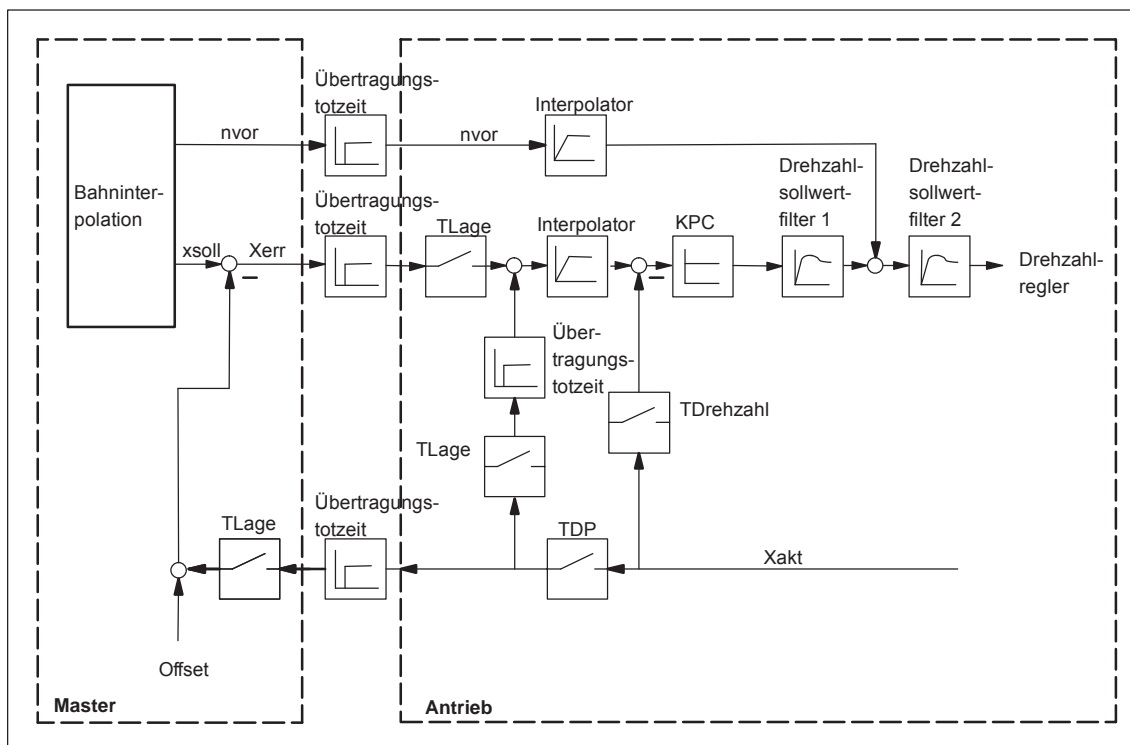 Übertragungs-
totzeit
Interpolator
nvor
nvor
Bahninter-
polation
Drehzahl-
sollwert-
filter 1
Drehzahl-
sollwert-
filter 2
Übertragungs-
totzeit
TLage
Interpolator
KPC
xsoll
Xerr
Drehzahl-
regler
Über-
tragungs-
totzeit
TDrehzahl
TLage
Übertragungs-
totzeit
TLage
TDP
Xakt
Offset
Master
Antrieb